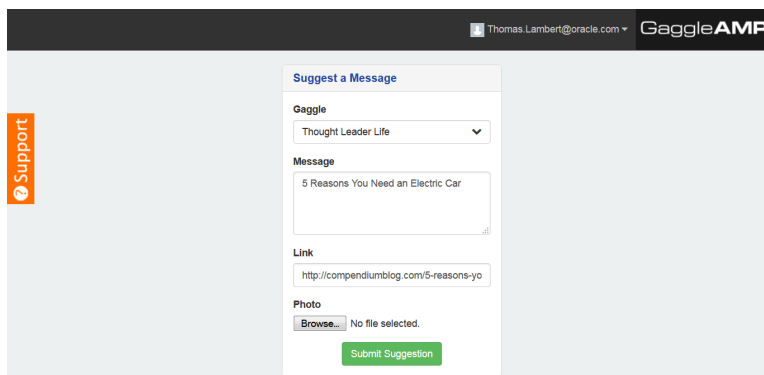 Thomas.Lambert@oracle.com
GaggleAMP
Suggest a Message
Gaggle
Thought Leader Life
Support
Message
5 Reasons You Need an Electric Car
Link
http://compendiumblog.com/5-reasons-yo
Photo
Browse... No file selected.
Submit Suggestion